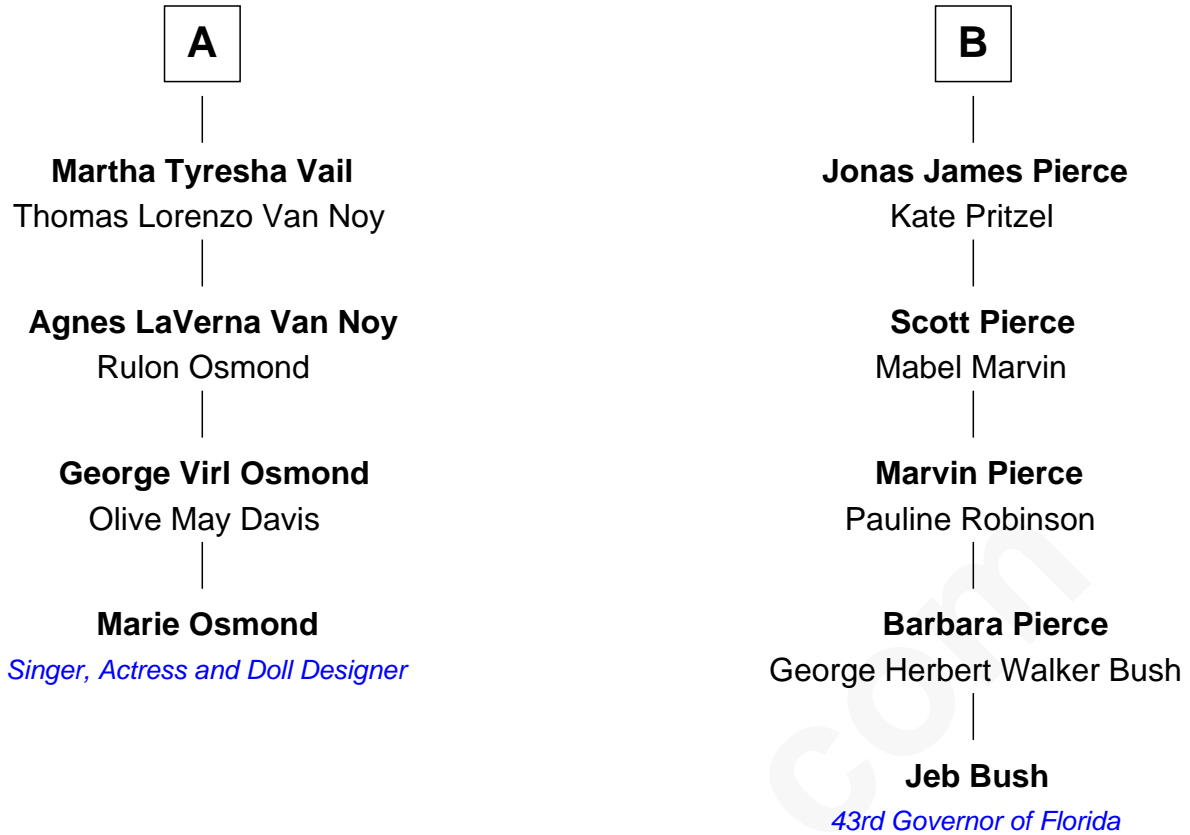 A
Martha Tyresha Vail
Thomas Lorenzo Van Noy
Agnes LaVerna Van Noy
Rulon Osmond
George Virl Osmond
Olive May Davis
Marie Osmond
Singer, Actress and Doll Designer
B
Jonas James Pierce
Kate Pritzel
Scott Pierce
Mabel Marvin
Marvin Pierce
Pauline Robinson
Barbara Pierce
George Herbert Walker Bush
Jeb Bush
43rd Governor of Florida
com